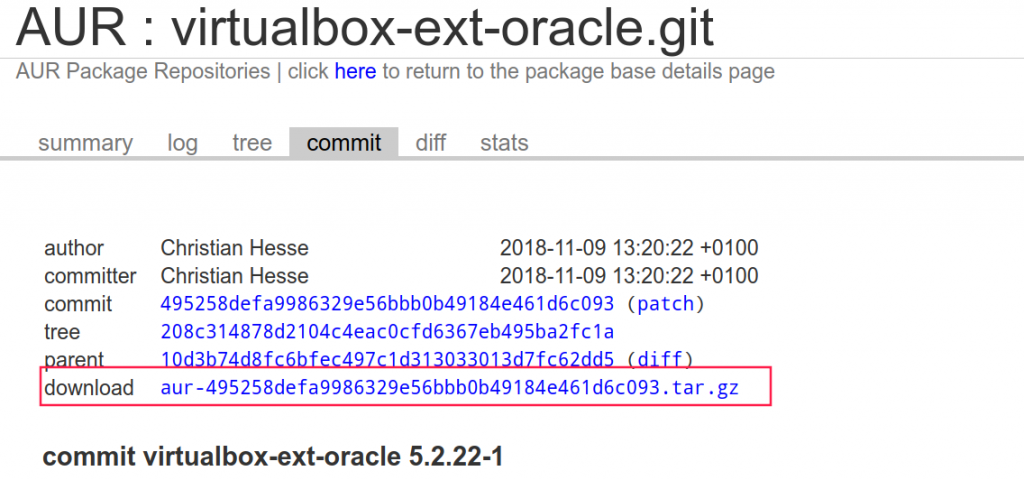 AUR : virtualbox-ext-oracle.git
AUR Package Repositories | click here to return to the package base details page
summary log tree commit diff stats
author Christian Hesse 2018-11-09 13:20:22 +0100
committer Christian Hesse 2018-11-09 13:20:22 +0100
commit 495258defa9986329e56bbb0b49184e461d6c093 (patch)
tree 208c314878d2104c4eac0cfd6367eb495ba2fc1a
parent 10d3b74d8fc6bfec497c1d313033013d7fc62dd5 (diff)
download aur-495258defa9986329e56bbb0b49184e461d6c093.tar.gz
commit virtualbox-ext-oracle 5.2.22-1